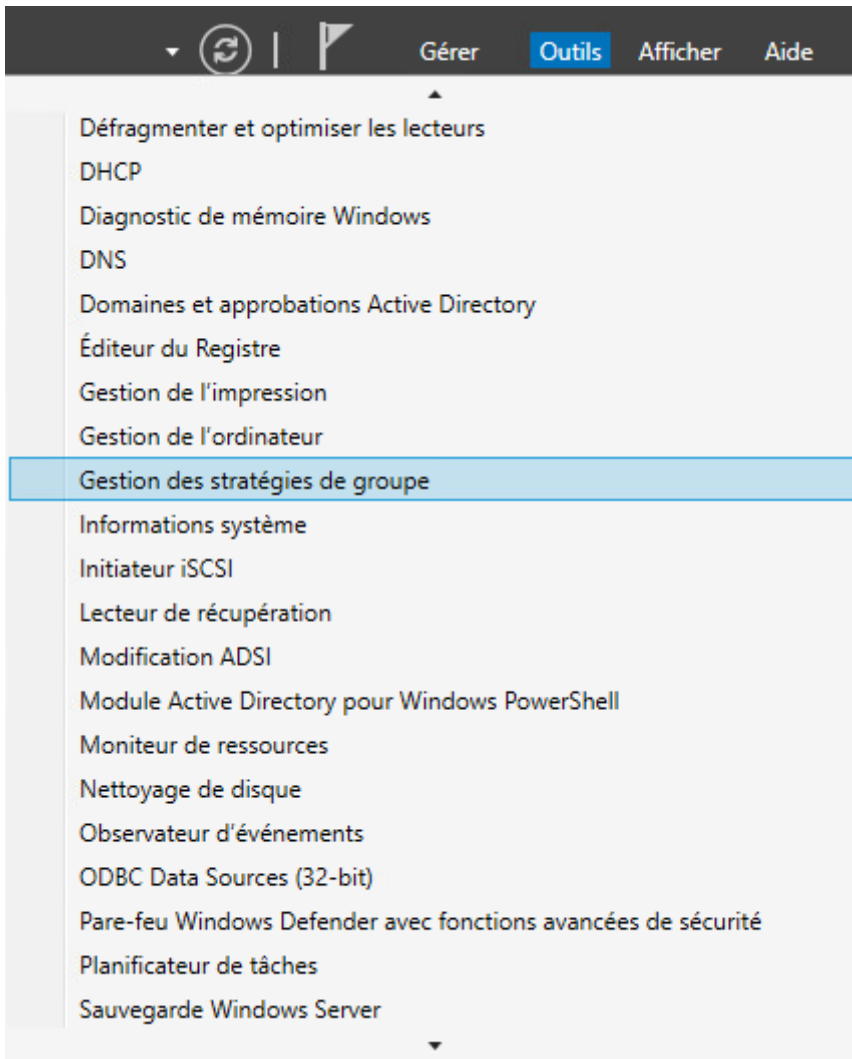 Gérer Outils Afficher Aide
Défragmenter et optimiser les lecteurs
DHCP
Diagnostic de mémoire Windows
DNS
Domaines et approbations Active Directory
Éditeur du Registre
Gestion de l'impression
Gestion de l'ordinateur
Gestion des stratégies de groupe
Informations système
Initiateur iSCSI
Lecteur de récupération
Modification ADSI
Module Active Directory pour Windows PowerShell
Moniteur de ressources
Nettoyage de disque
Observateur d'événements
ODBC Data Sources (32-bit)
Pare-feu Windows Defender avec fonctions avancées de sécurité
Planificateur de tâches
Sauvegarde Windows Server